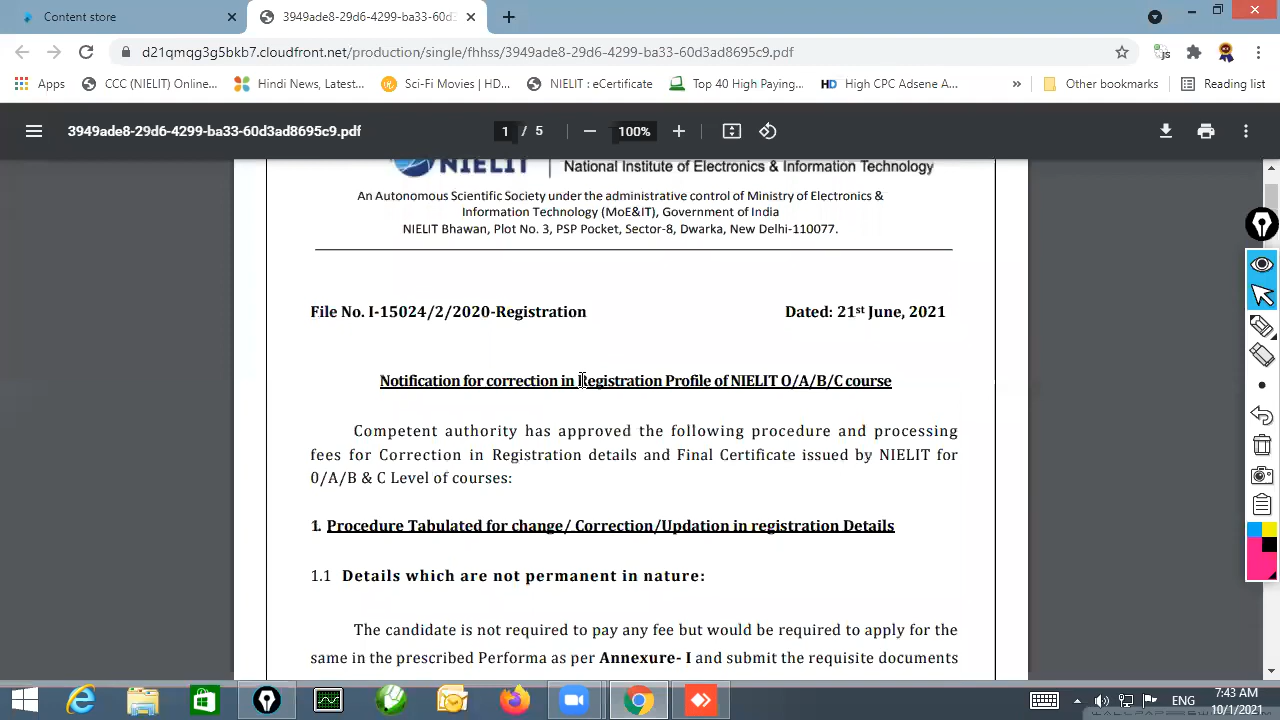 Content store
3949ade8-29d6-4299-ba33-60d3ad8695c9
d21qmqg3g5bkb7.cloudfront.net/production/single/fhhss/3949ade8-29d6-4299-ba33-60d3ad8695c9.pdf
Apps CCC (NIELIT) Online... Hindi News, Latest... Sci-Fi Movies | HD... NIELIT : eCertificate Top 40 High Paying... HD High CPC Adsene A... » Other bookmarks Reading list
3949ade8-29d6-4299-ba33-60d3ad8695c9.pdf 1 / 5 100%
NIELIT National Institute of Electronics & Information Technology
An Autonomous Scientific Society under the administrative control of Ministry of Electronics &
Information Technology (MoE&IT), Government of India
NIELIT Bhawan, Plot No. 3, PSP Pocket, Sector-8, Dwarka, New Delhi-110077.
File No. I-15024/2/2020-Registration Dated: 21st June, 2021
Notification for correction in Registration Profile of NIELIT O/A/B/C course
Competent authority has approved the following procedure and processing
fees for Correction in Registration details and Final Certificate issued by NIELIT for
0/A/B & C Level of courses:
1. Procedure Tabulated for change/ Correction/Updation in registration Details
1.1 Details which are not permanent in nature:
The candidate is not required to pay any fee but would be required to apply for the
same in the prescribed Performa as per Annexure- I and submit the requisite documents
ENG
7:43 AM
10/1/2021